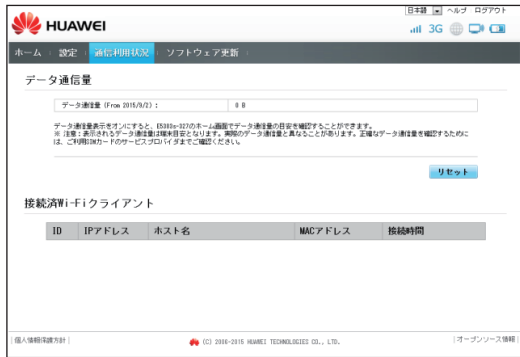 日本語 ヘルプ ログアウト
HUAWEI
3G
ホーム 設定 通信利用状況 ソフトウェア更新
データ通信量
データ通信量 (From 2015/9/2) : 0 B
データ通信量表示をオンにすると、E5383s-327のホーム画面でデータ通信量の目安を確認することができます。
※ 注意：表示されるデータ通信量は端末目安となります。実際のデータ通信量と異なることがあります。正確なデータ通信量を確認するために
は、ご利用SIMカードのサービスプロバイダまでご確認ください。
リセット
接続済Wi-Fiクライアント
ID IPアドレス ホスト名 MACアドレス 接続時間
個人情報保護方針 (C) 2006-2015 HUAWEI TECHNOLOGIES CO., LTD. オープンソース情報